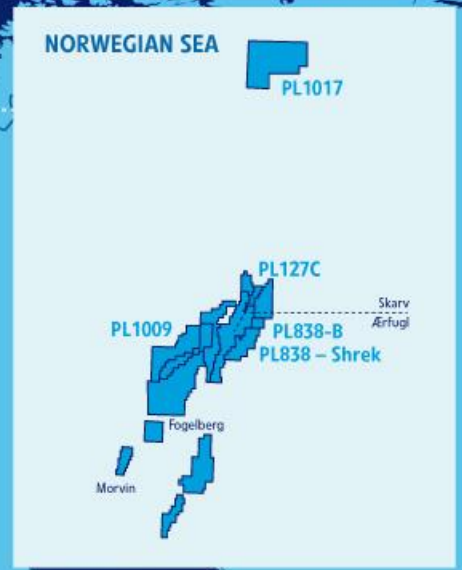 NORWEGIAN SEA
PL1017
PL127C
Skarv
Ærfugl
PL1009
PL838-B
PL838 – Shrek
Fogelberg
Morvin